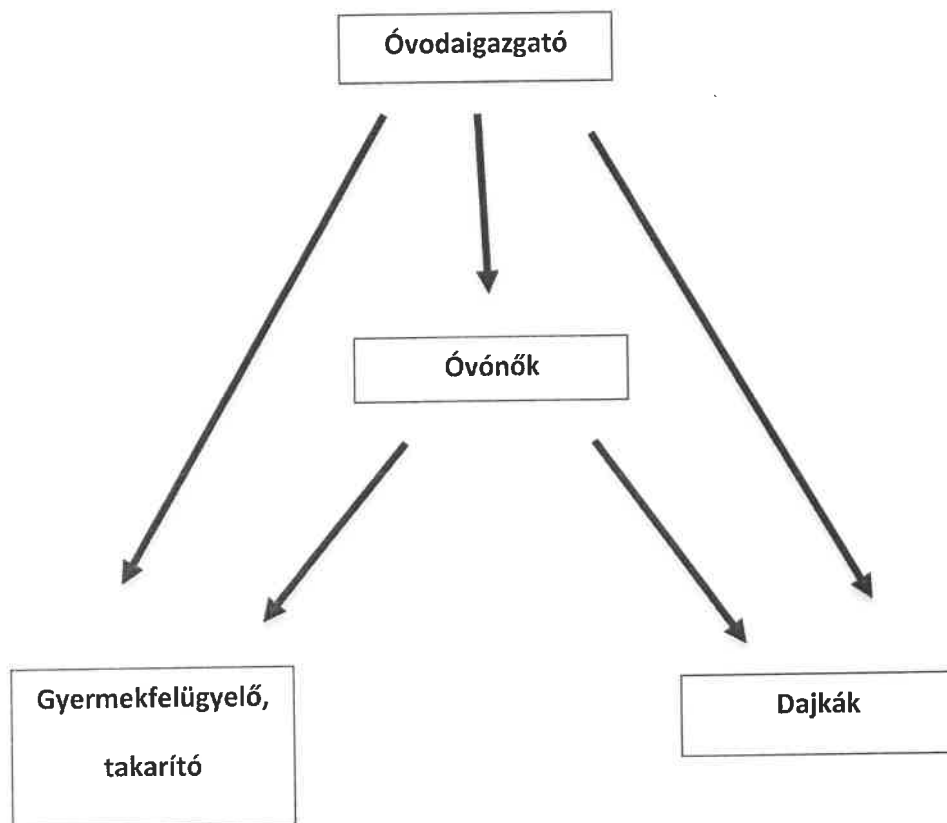 Óvodaigazgató
Óvónők
Gyermekfelügyelő,
takarító
Dajkák